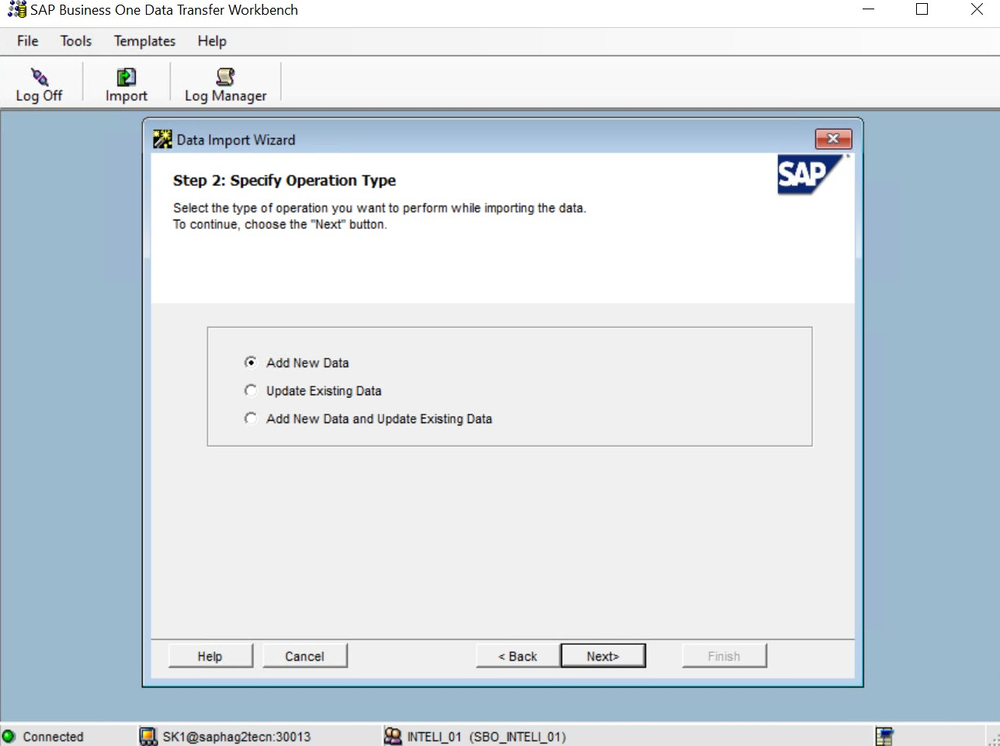 SAP Business One Data Transfer Workbench
File Tools Templates Help
Log Off Import Log Manager
Data Import Wizard
SAP
Step 2: Specify Operation Type
Select the type of operation you want to perform while importing the data.
To continue, choose the "Next" button.
Add New Data
Update Existing Data
Add New Data and Update Existing Data
Help Cancel < Back Next> Finish
Connected SK1@saphag2tecn:30013 INTELI_01 (SBO_INTELI_01)